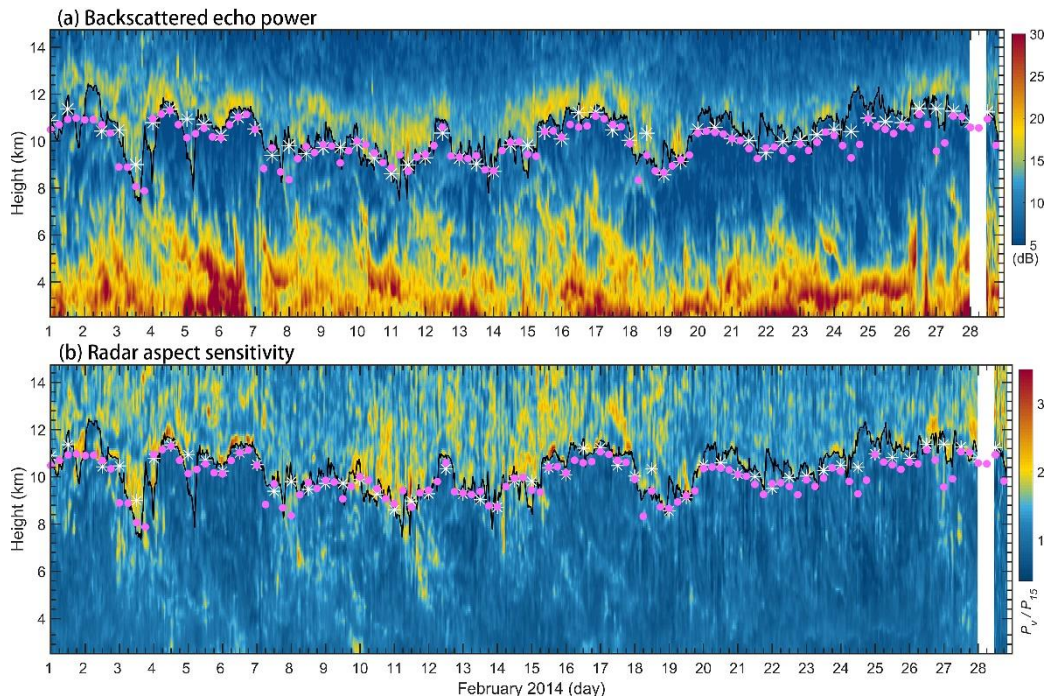 (a) Backscattered echo power
14
12
10
8
6
4
Height (km)
30
25
20
15
10
5
(dB)
1 2 3 4 5 6 7 8 9 10 11 12 13 14 15 16 17 18 19 20 21 22 23 24 25 26 27 28
(b) Radar aspect sensitivity
14
12
10
8
6
4
Height (km)
3
2
1
Pv / P15
1 2 3 4 5 6 7 8 9 10 11 12 13 14 15 16 17 18 19 20 21 22 23 24 25 26 27 28
February 2014 (day)